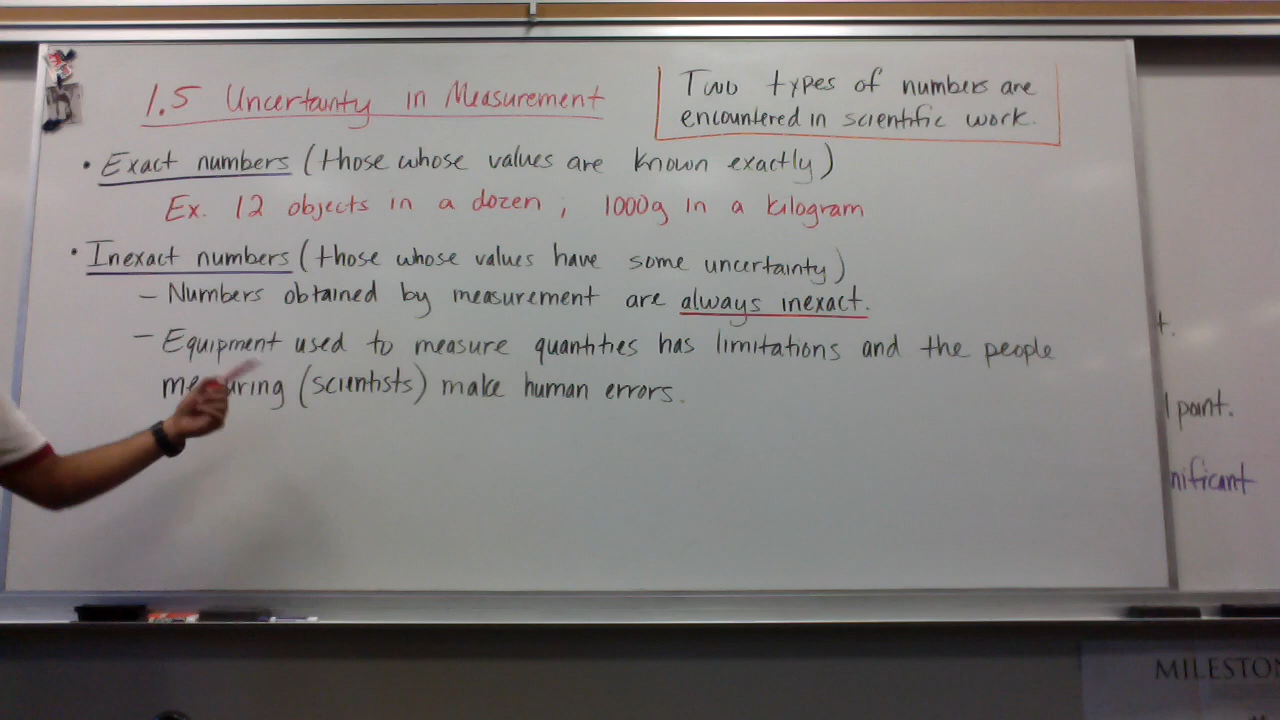 1.5 Uncertainty in Measurement
Two types of numbers are
encountered in scientific work.
• Exact numbers (those whose values are known exactly)
Ex. 12 objects in a dozen ; 1000g in a kilogram
• Inexact numbers (those whose values have some uncertainty)
– Numbers obtained by measurement are always inexact.
– Equipment used to measure quantities has limitations and the people
measuring (scientists) make human errors.
t.
l point.
nificant
MILESTO